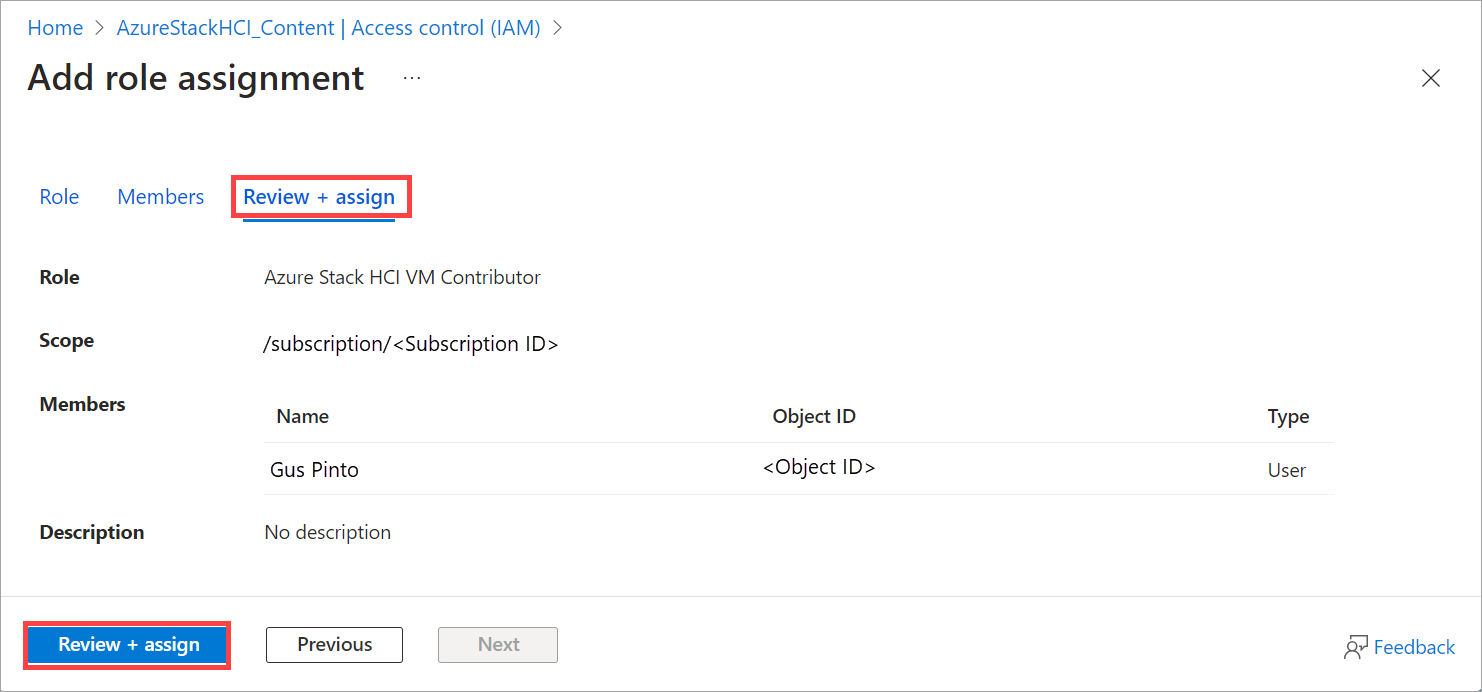 Home > AzureStackHCI_Content | Access control (IAM) >
Add role assignment ...
Role Members Review + assign
Role Azure Stack HCI VM Contributor
Scope /subscription/<Subscription ID>
Members Name Object ID Type
Gus Pinto <Object ID> User
Description No description
Review + assign Previous Next Feedback